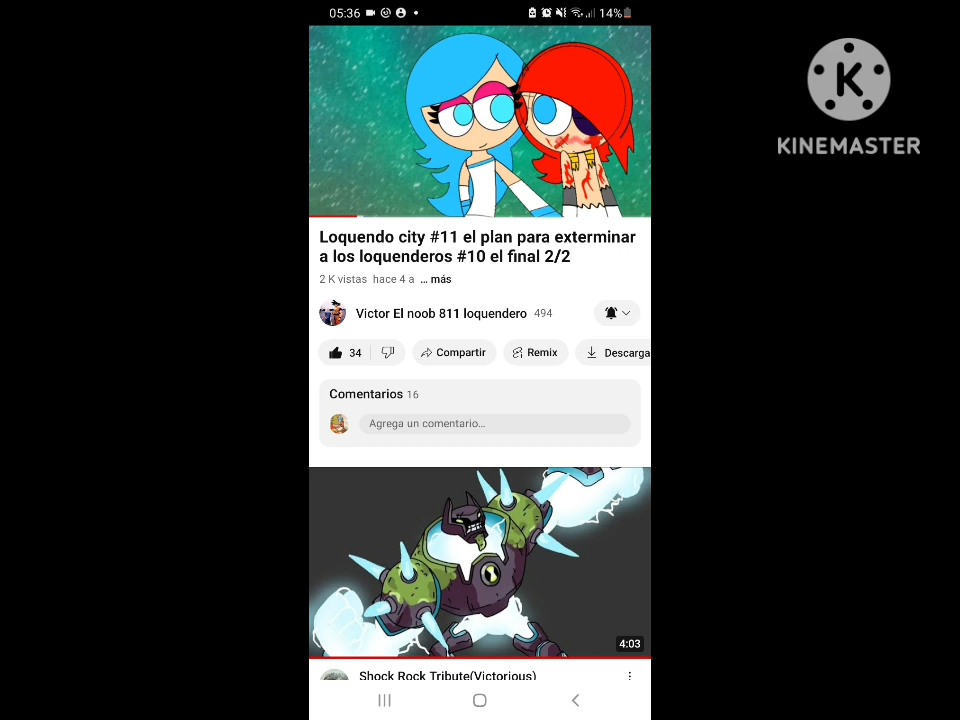 05:36
14%
KINEMASTER
Loquendo city #11 el plan para exterminar
a los loquenderos #10 el final 2/2
2 K vistas hace 4 a ... más
Victor El noob 811 loquendero 494
34 Compartir Remix Descarga
Comentarios 16
Agrega un comentario...
4:03
Shock Rock Tribute(Victorious)